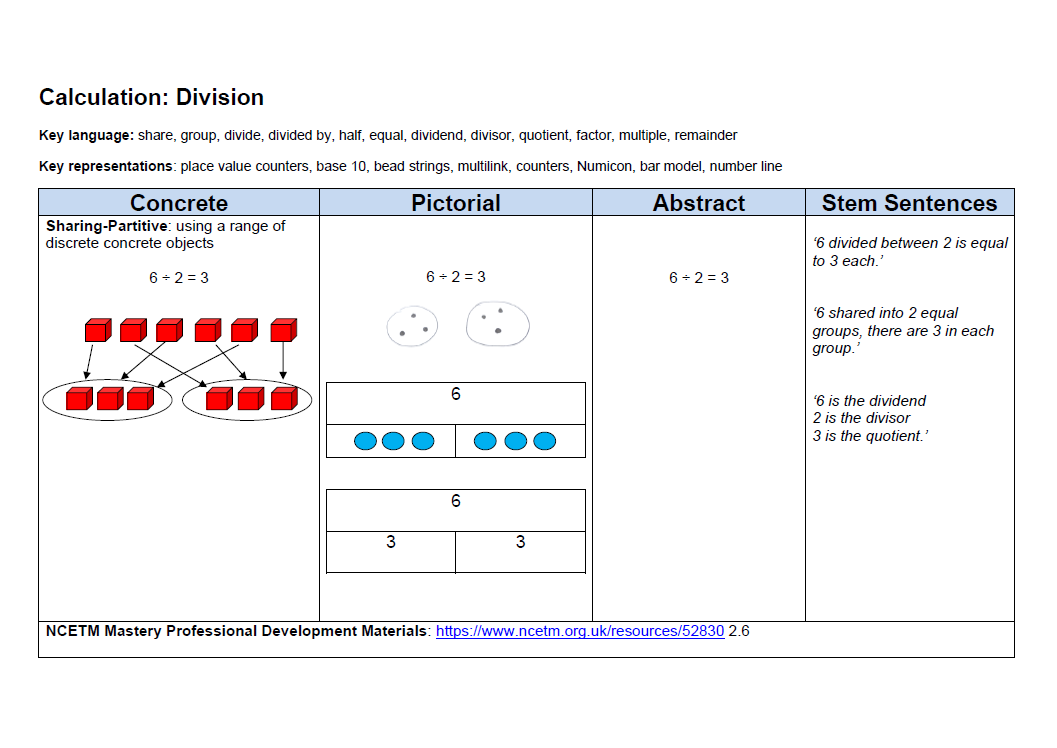 Calculation: Division
Key language: share, group, divide, divided by, half, equal, dividend, divisor, quotient, factor, multiple, remainder
Key representations: place value counters, base 10, bead strings, multilink, counters, Numicon, bar model, number line
Concrete
Pictorial
Abstract
Stem Sentences
Sharing-Partitive: using a range of
discrete concrete objects
6 ÷ 2 = 3
6 ÷ 2 = 3
6
6
3
3
6 ÷ 2 = 3
‘6 divided between 2 is equal
to 3 each.’
‘6 shared into 2 equal
groups, there are 3 in each
group.’
‘6 is the dividend
2 is the divisor
3 is the quotient.’
NCETM Mastery Professional Development Materials: https://www.ncetm.org.uk/resources/52830 2.6